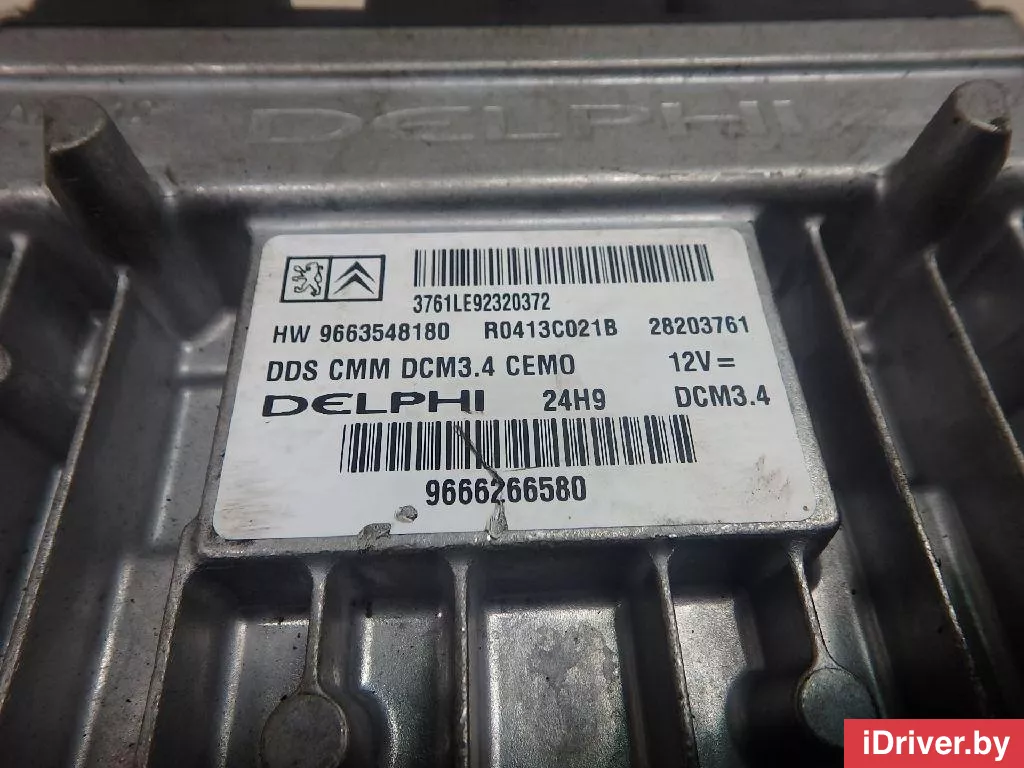 DELPHI
3761LE92320372
HW 9663548180 R0413C021B 28203761
DDS CMM DCM3.4 CEMO 12V=
DELPHI 24H9 DCM3.4
9666266580
iDriver.by